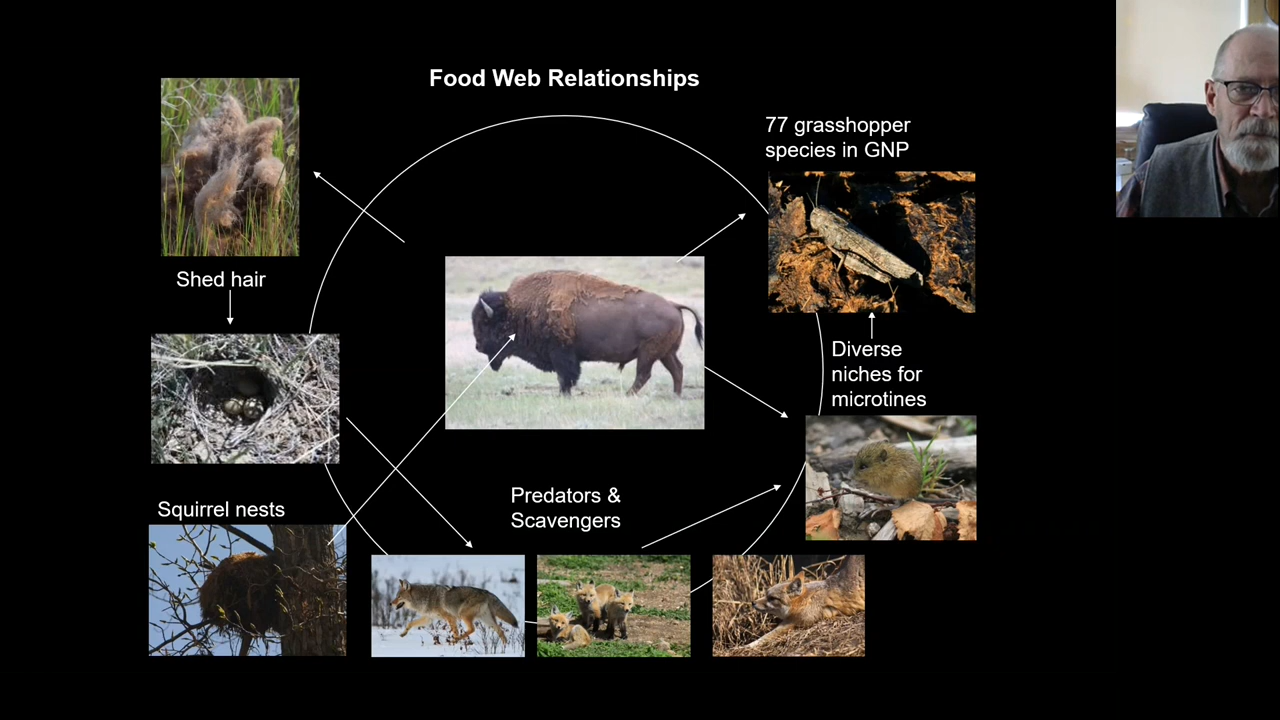 Food Web Relationships
77 grasshopper
species in GNP
Shed hair
Diverse
niches for
microtines
Predators &
Scavengers
Squirrel nests